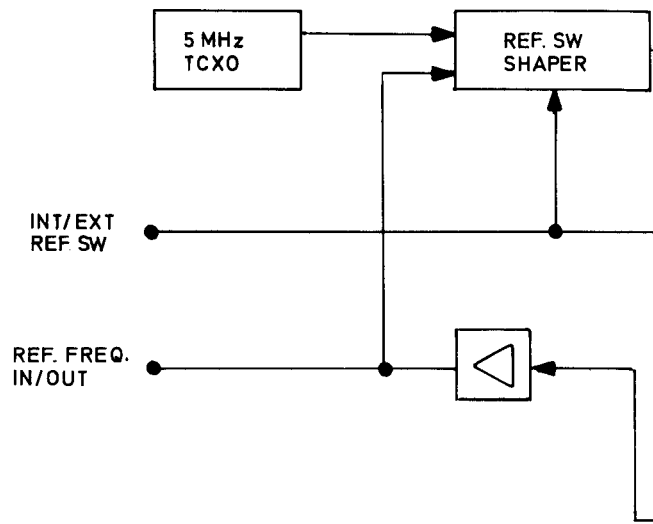 5 MHz
TCXO
REF. SW
SHAPER
INT/EXT
REF. SW
REF. FREQ.
IN/OUT